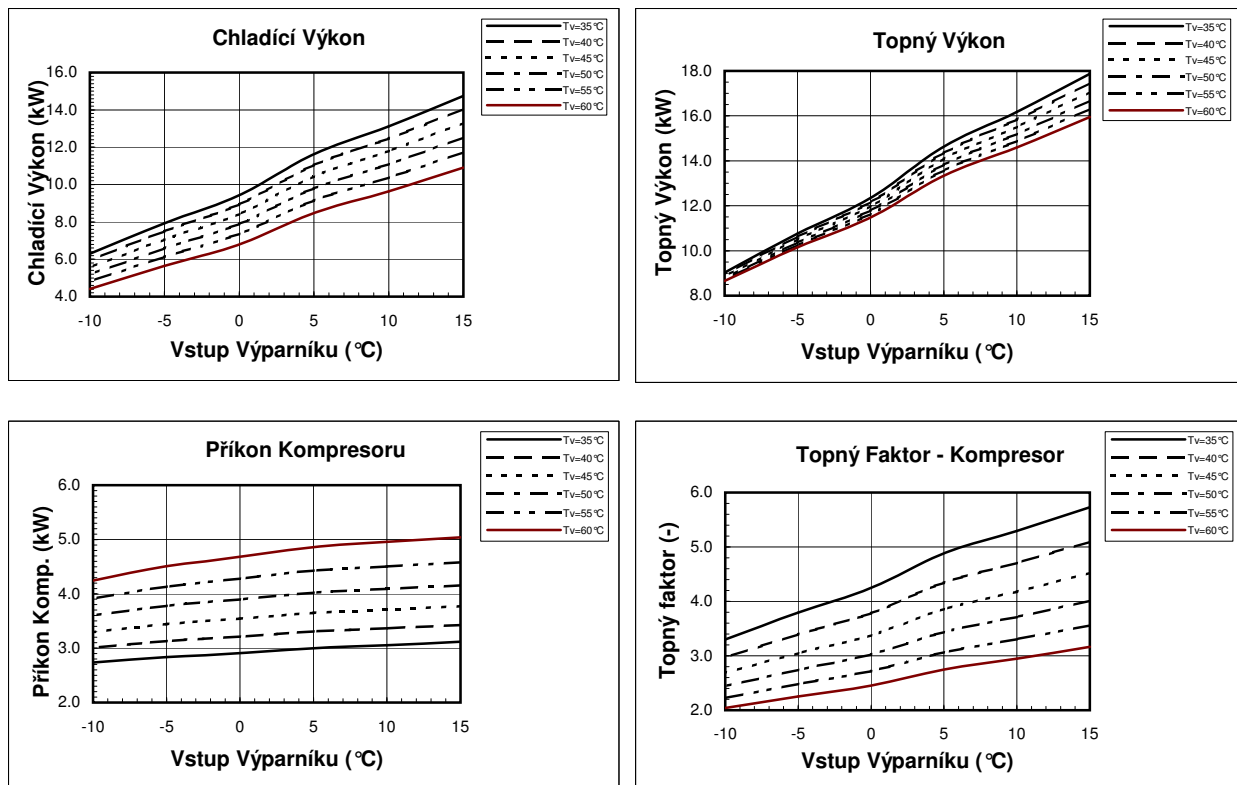 Chladící Výkon
Tv=35°C
Tv=40°C
Tv=45°C
Tv=50°C
Tv=55°C
Tv=60°C
16.0
14.0
12.0
10.0
8.0
6.0
4.0
Chladící Výkon (kW)
-10 -5 0 5 10 15
Vstup Výparníku (°C)
Topný Výkon
Tv=35°C
Tv=40°C
Tv=45°C
Tv=50°C
Tv=55°C
Tv=60°C
18.0
16.0
14.0
12.0
10.0
8.0
Topný Výkon (kW)
-10 -5 0 5 10 15
Vstup Výparníku (°C)
Příkon Kompresoru
Tv=35°C
Tv=40°C
Tv=45°C
Tv=50°C
Tv=55°C
Tv=60°C
6.0
5.0
4.0
3.0
2.0
Příkon Komp. (kW)
-10 -5 0 5 10 15
Vstup Výparníku (°C)
Topný Faktor - Kompresor
Tv=35°C
Tv=40°C
Tv=45°C
Tv=50°C
Tv=55°C
Tv=60°C
6.0
5.0
4.0
3.0
2.0
Topný faktor (-)
-10 -5 0 5 10 15
Vstup Výparníku (°C)